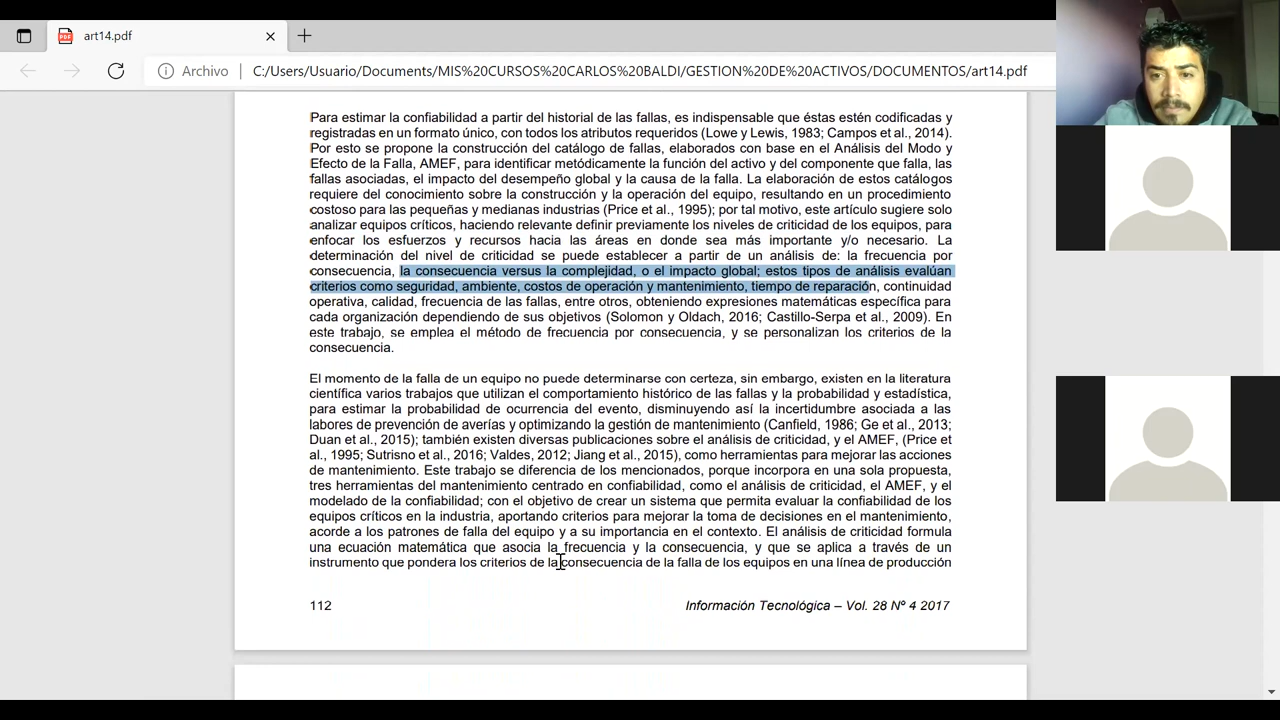 art14.pdf
Archivo
C:/Users/Usuario/Documents/MIS%20CURSOS%20CARLOS%20BALDI/GESTION%20DE%20ACTIVOS/DOCUMENTOS/art14.pdf
Para estimar la confiabilidad a partir del historial de las fallas, es indispensable que éstas estén codificadas y
registradas en un formato único, con todos los atributos requeridos (Lowe y Lewis, 1983; Campos et al., 2014).
Por esto se propone la construcción del catálogo de fallas, elaborados con base en el Análisis del Modo y
Efecto de la Falla, AMEF, para identificar metódicamente la función del activo y del componente que falla, las
fallas asociadas, el impacto del desempeño global y la causa de la falla. La elaboración de estos catálogos
requiere del conocimiento sobre la construcción y la operación del equipo, resultando en un procedimiento
costoso para las pequeñas y medianas industrias (Price et al., 1995); por tal motivo, este artículo sugiere solo
analizar equipos críticos, haciendo relevante definir previamente los niveles de criticidad de los equipos, para
enfocar los esfuerzos y recursos hacia las áreas en donde sea más importante y/o necesario. La
determinación del nivel de criticidad se puede establecer a partir de un análisis de: la frecuencia por
consecuencia, la consecuencia versus la complejidad, o el impacto global; estos tipos de análisis evalúan
criterios como seguridad, ambiente, costos de operación y mantenimiento, tiempo de reparación, continuidad
operativa, calidad, frecuencia de las fallas, entre otros, obteniendo expresiones matemáticas específica para
cada organización dependiendo de sus objetivos (Solomon y Oldach, 2016; Castillo-Serpa et al., 2009). En
este trabajo, se emplea el método de frecuencia por consecuencia, y se personalizan los criterios de la
consecuencia.
El momento de la falla de un equipo no puede determinarse con certeza, sin embargo, existen en la literatura
científica varios trabajos que utilizan el comportamiento histórico de las fallas y la probabilidad y estadística,
para estimar la probabilidad de ocurrencia del evento, disminuyendo así la incertidumbre asociada a las
labores de prevención de averías y optimizando la gestión de mantenimiento (Canfield, 1986; Ge et al., 2013;
Duan et al., 2015); también existen diversas publicaciones sobre el análisis de criticidad, y el AMEF, (Price et
al., 1995; Sutrisno et al., 2016; Valdes, 2012; Jiang et al., 2015), como herramientas para mejorar las acciones
de mantenimiento. Este trabajo se diferencia de los mencionados, porque incorpora en una sola propuesta,
tres herramientas del mantenimiento centrado en confiabilidad, como el análisis de criticidad, el AMEF, y el
modelado de la confiabilidad; con el objetivo de crear un sistema que permita evaluar la confiabilidad de los
equipos críticos en la industria, aportando criterios para mejorar la toma de decisiones en el mantenimiento,
acorde a los patrones de falla del equipo y a su importancia en el contexto. El análisis de criticidad formula
una ecuación matemática que asocia la frecuencia y la consecuencia, y que se aplica a través de un
instrumento que pondera los criterios de la consecuencia de la falla de los equipos en una línea de producción
112
Información Tecnológica – Vol. 28 Nº 4 2017